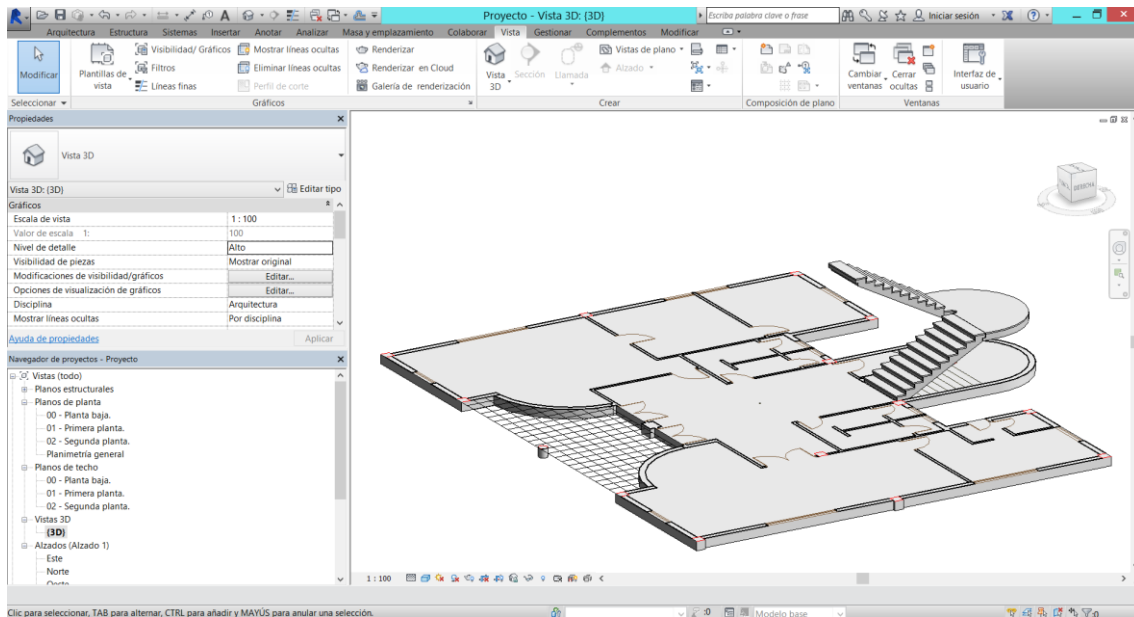 Proyecto - Vista 3D: {3D}
Escriba palabra clave o frase
Iniciar sesión
Arquitectura Estructura Sistemas Insertar Anotar Analizar Masa y emplazamiento Colaborar Vista Gestionar Complementos Modificar
Modificar
Plantillas de vista
Visibilidad/ Gráficos
Filtros
Líneas finas
Mostrar líneas ocultas
Eliminar líneas ocultas
Perfil de corte
Renderizar
Renderizar en Cloud
Galería de renderización
Vista 3D
Sección
Llamada
Vistas de plano
Alzado
Cambiar ventanas
Cerrar ocultas
Interfaz de usuario
Seleccionar
Gráficos
Crear
Composición de plano
Ventanas
Propiedades
Vista 3D
Vista 3D: {3D}
Editar tipo
Gráficos
Escala de vista 1 : 100
Valor de escala 1: 100
Nivel de detalle Alto
Visibilidad de piezas Mostrar original
Modificaciones de visibilidad/gráficos Editar...
Opciones de visualización de gráficos Editar...
Disciplina Arquitectura
Mostrar líneas ocultas Por disciplina
Ayuda de propiedades Aplicar
Navegador de proyectos - Proyecto
Vistas (todo)
Planos estructurales
Planos de planta
00 - Planta baja.
01 - Primera planta.
02 - Segunda planta.
Planimetría general
Planos de techo
00 - Planta baja.
01 - Primera planta.
02 - Segunda planta.
Vistas 3D
{3D}
Alzados (Alzado 1)
Este
Norte
Oeste
DERECHA
1 : 100
Clic para seleccionar, TAB para alternar, CTRL para añadir y MAYÚS para anular una selección.
:0
Modelo base
:0